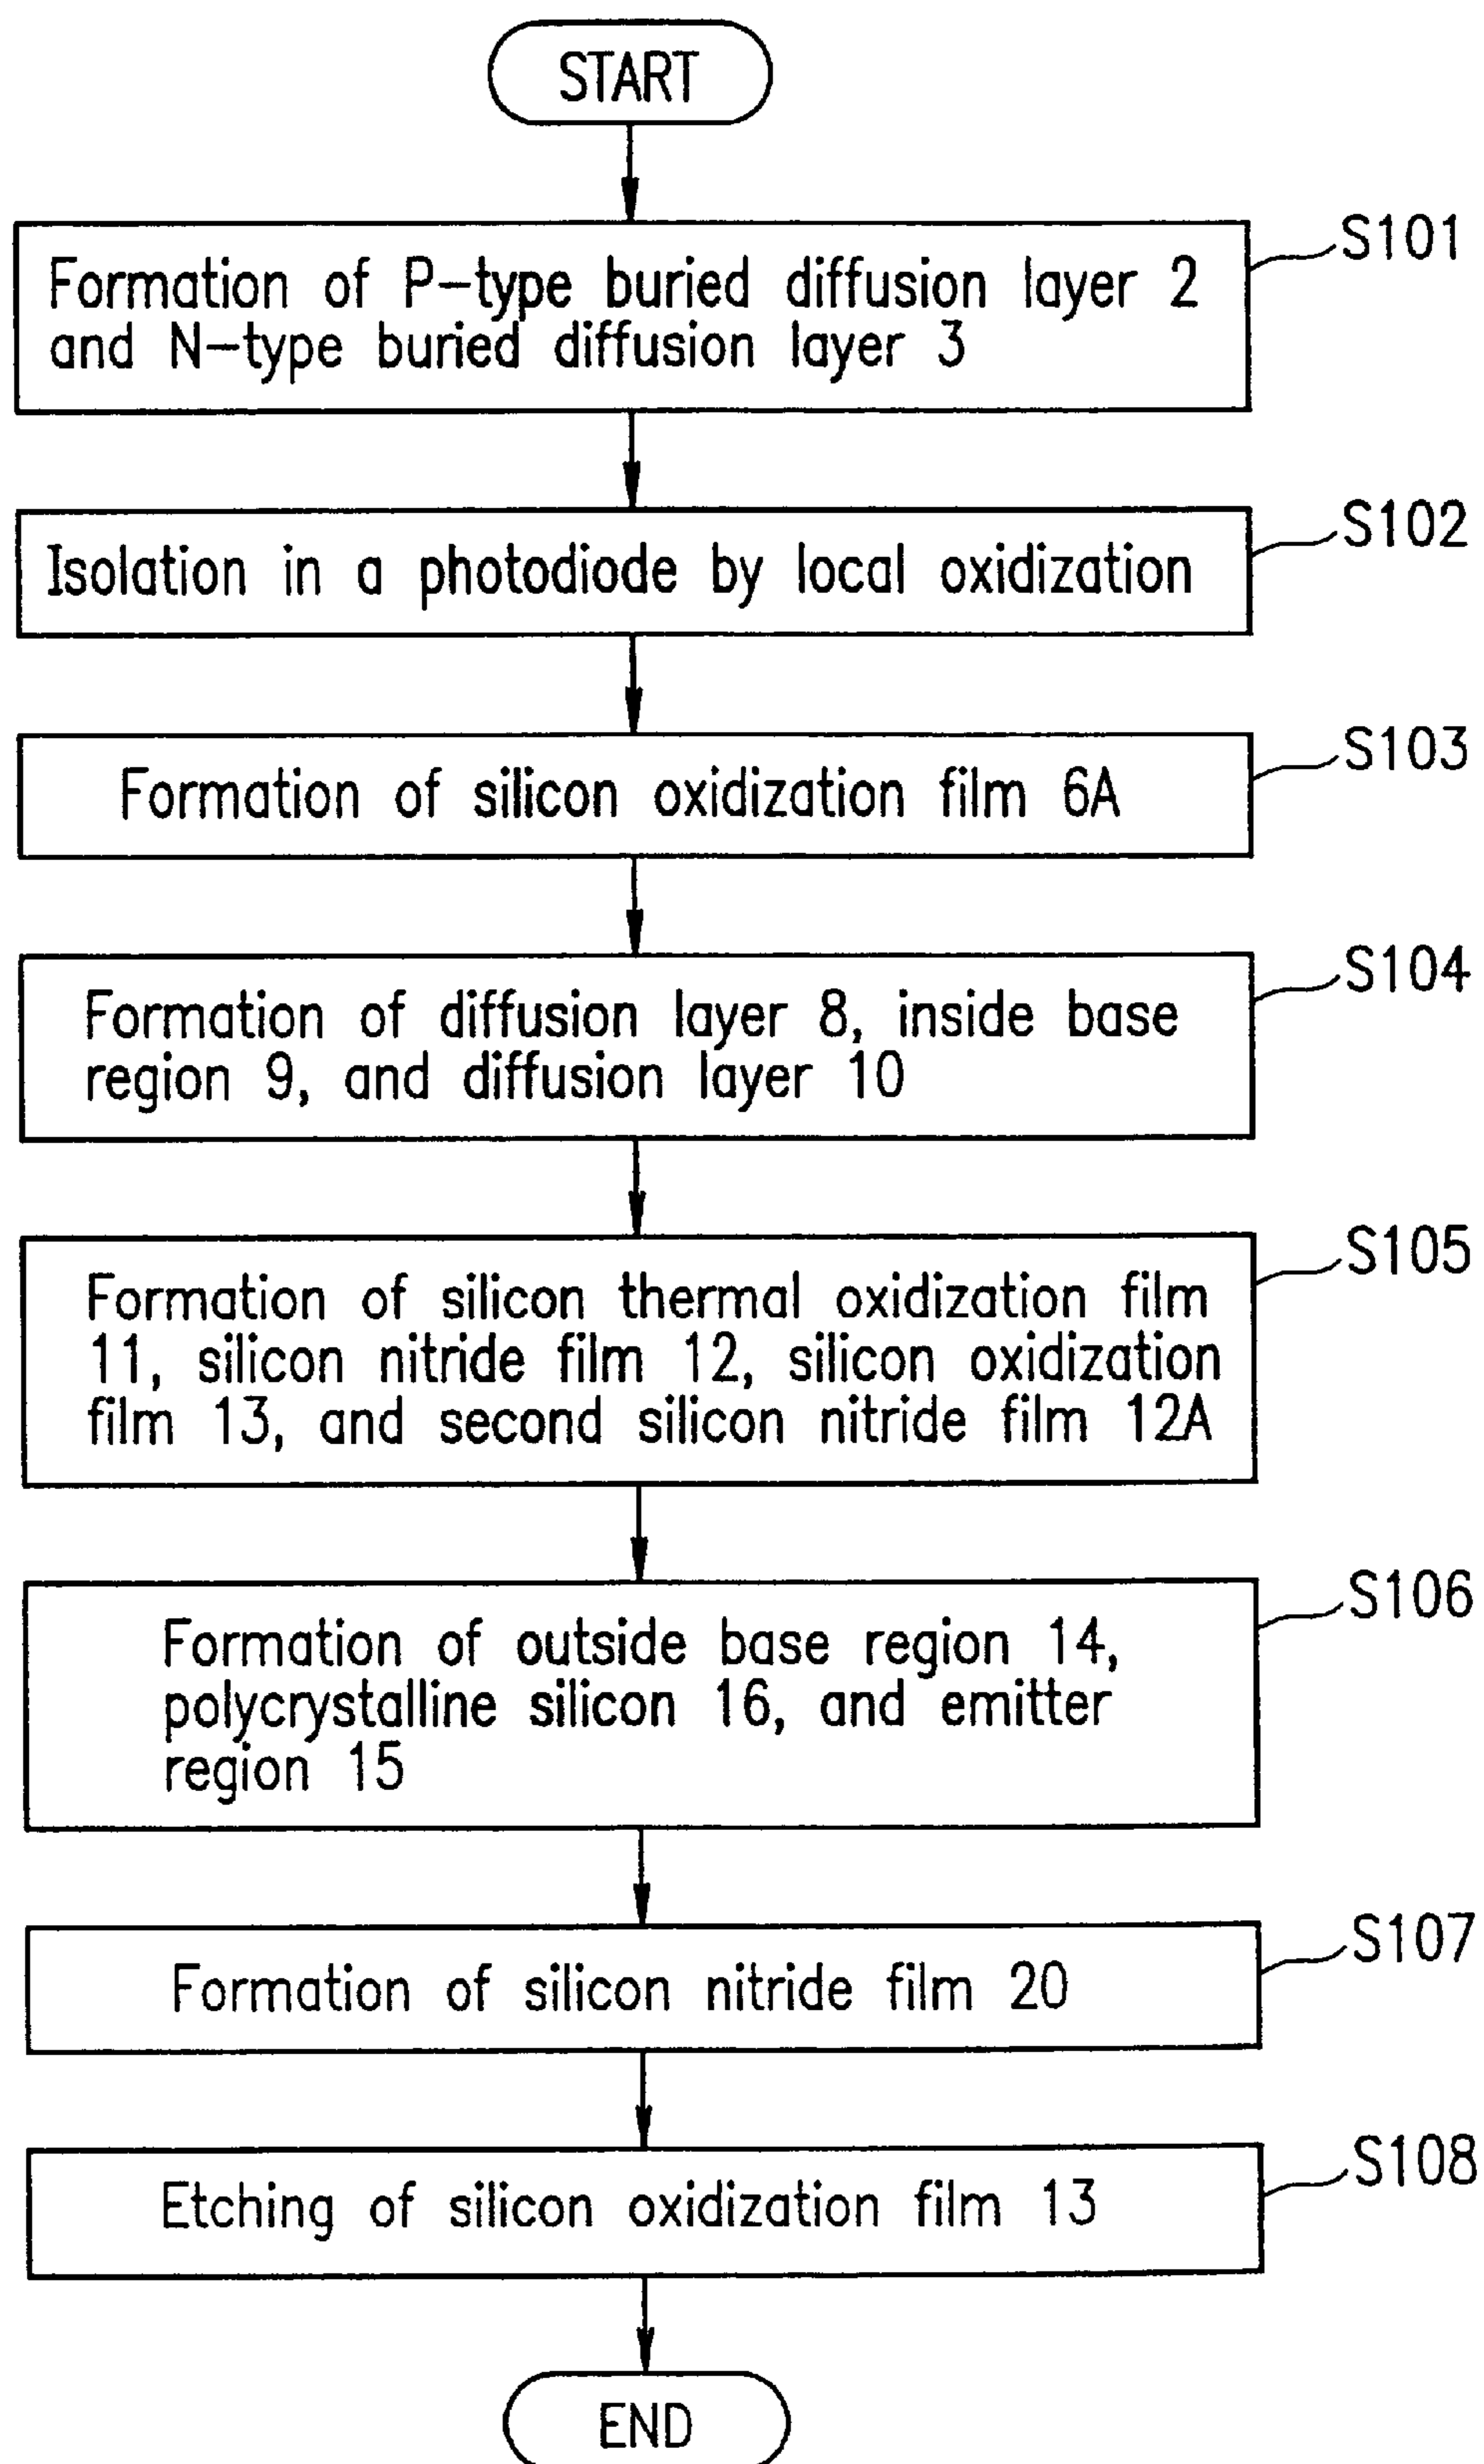 START
S101
Formation of P-type buried diffusion layer 2
and N-type buried diffusion layer 3
S102
Isolation in a photodiode by local oxidization
S103
Formation of silicon oxidization film 6A
S104
Formation of diffusion layer 8, inside base
region 9, and diffusion layer 10
S105
Formation of silicon thermal oxidization film
11, silicon nitride film 12, silicon oxidization
film 13, and second silicon nitride film 12A
S106
Formation of outside base region 14,
polycrystalline silicon 16, and emitter
region 15
S107
Formation of silicon nitride film 20
S108
Etching of silicon oxidization film 13
END